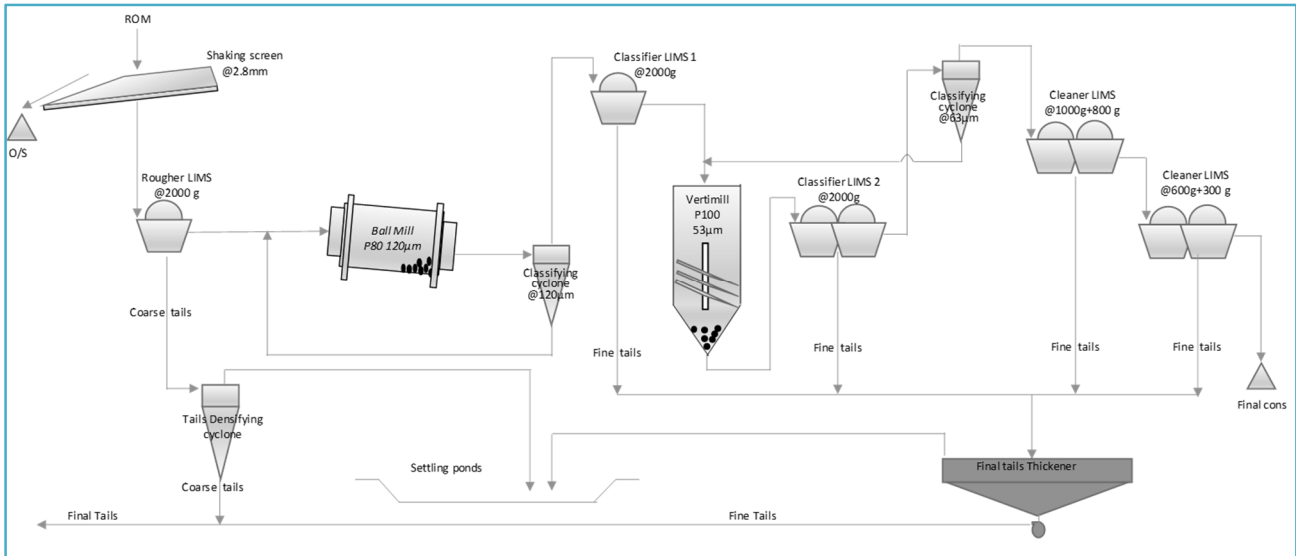 ROM
Shaking screen
@2.8mm
O/S
Rougher LIMS
@2000 g
Ball Mill
P80 120µm
Classifying
cyclone
@120µm
Classifier LIMS 1
@2000g
Vertimill
P100
53µm
Classifier LIMS 2
@2000g
Classifying
cyclone
@63µm
Cleaner LIMS
@1000g+800 g
Cleaner LIMS
@600g+300 g
Coarse tails
Fine tails
Fine tails
Fine tails
Fine tails
Final cons
Tails Densifying
cyclone
Coarse tails
Settling ponds
Final tails Thickener
Final Tails
Fine Tails